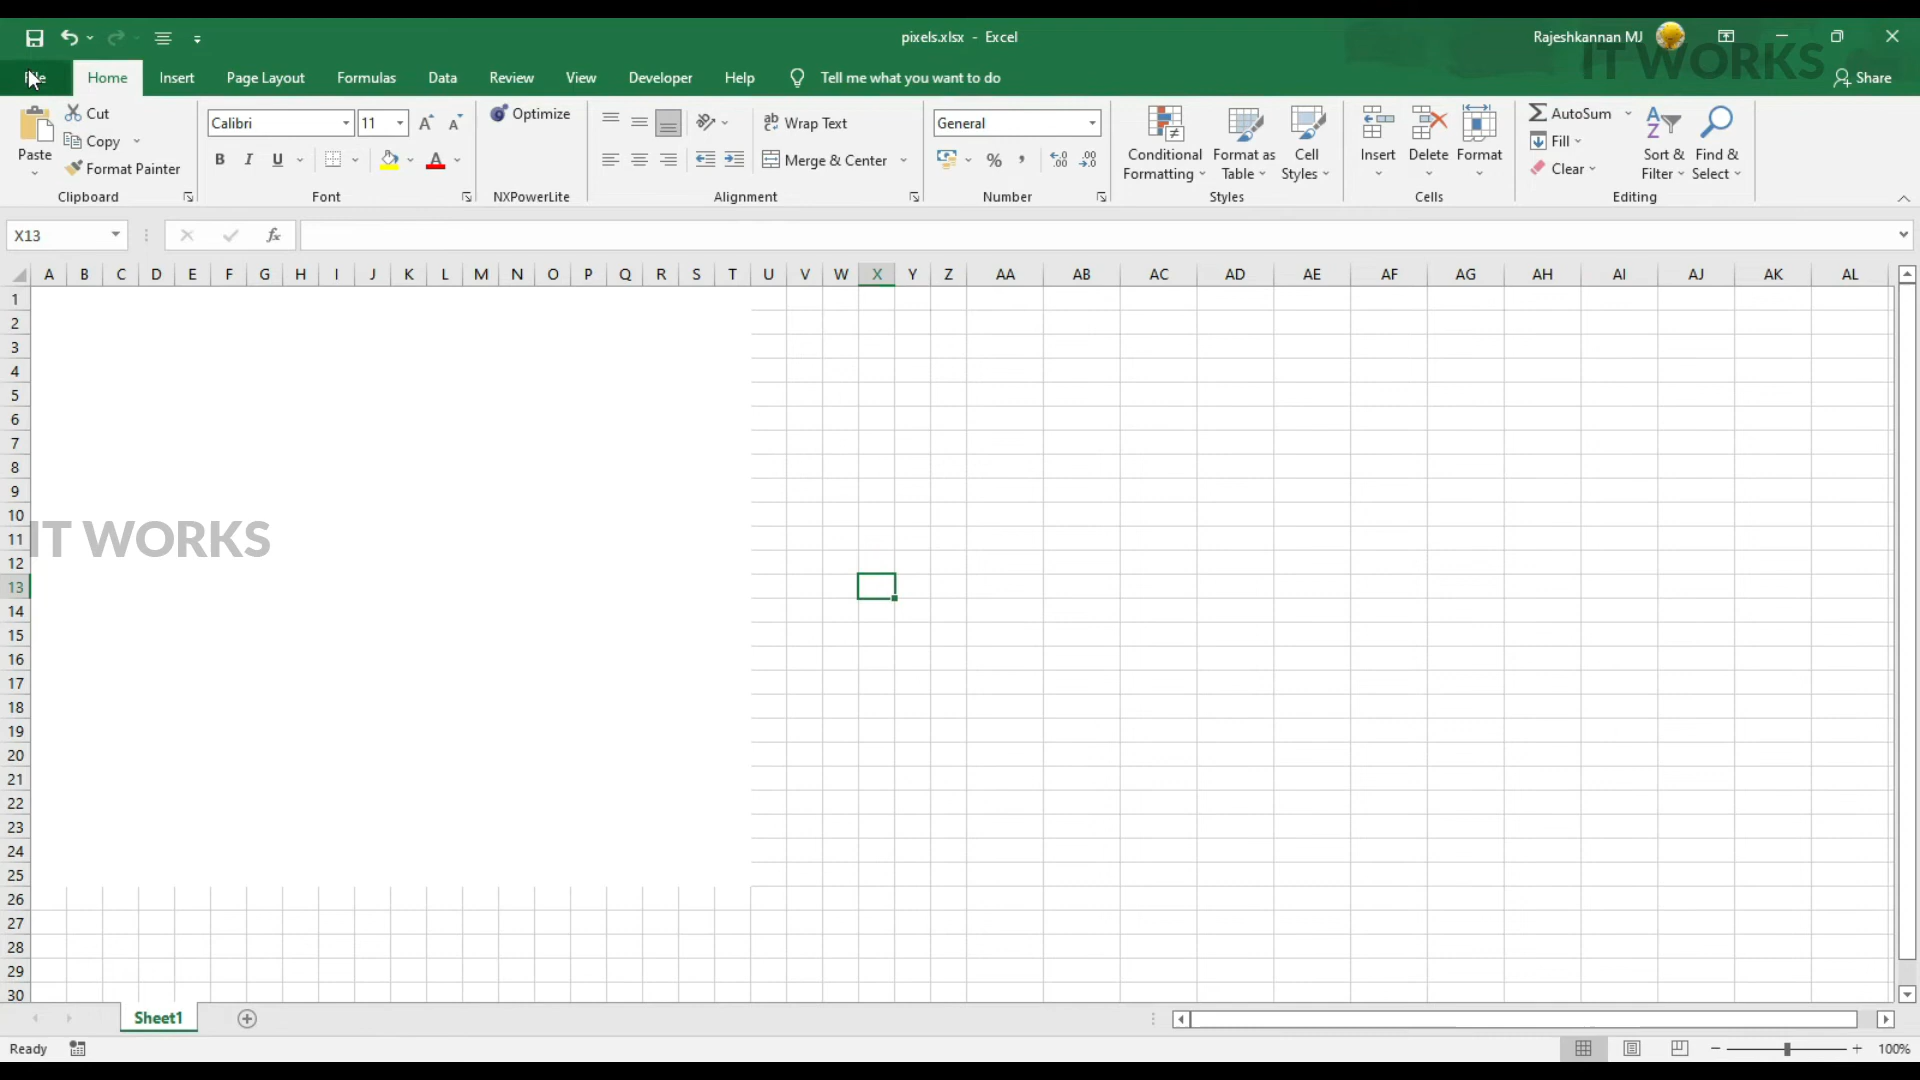 pixels.xlsx - Excel
Rajeshkannan MJ
IT WORKS
File Home Insert Page Layout Formulas Data Review View Developer Help Tell me what you want to do
Share
Cut
Calibri 11
Optimize
Wrap Text
General
AutoSum
Copy
Fill
Paste
Format Painter
B I U
Merge & Center
% ,
Conditional Formatting
Format as Table
Cell Styles
Insert Delete Format
Clear
Sort & Filter
Find & Select
Clipboard Font NXPowerLite Alignment Number Styles Cells Editing
X13 fx
A B C D E F G H I J K L M N O P Q R S T U V W X Y Z AA AB AC AD AE AF AG AH AI AJ AK AL
1
2
3
4
5
6
7
8
9
10
11
IT WORKS
12
13
14
15
16
17
18
19
20
21
22
23
24
25
26
27
28
29
30
Sheet1
Ready
100%